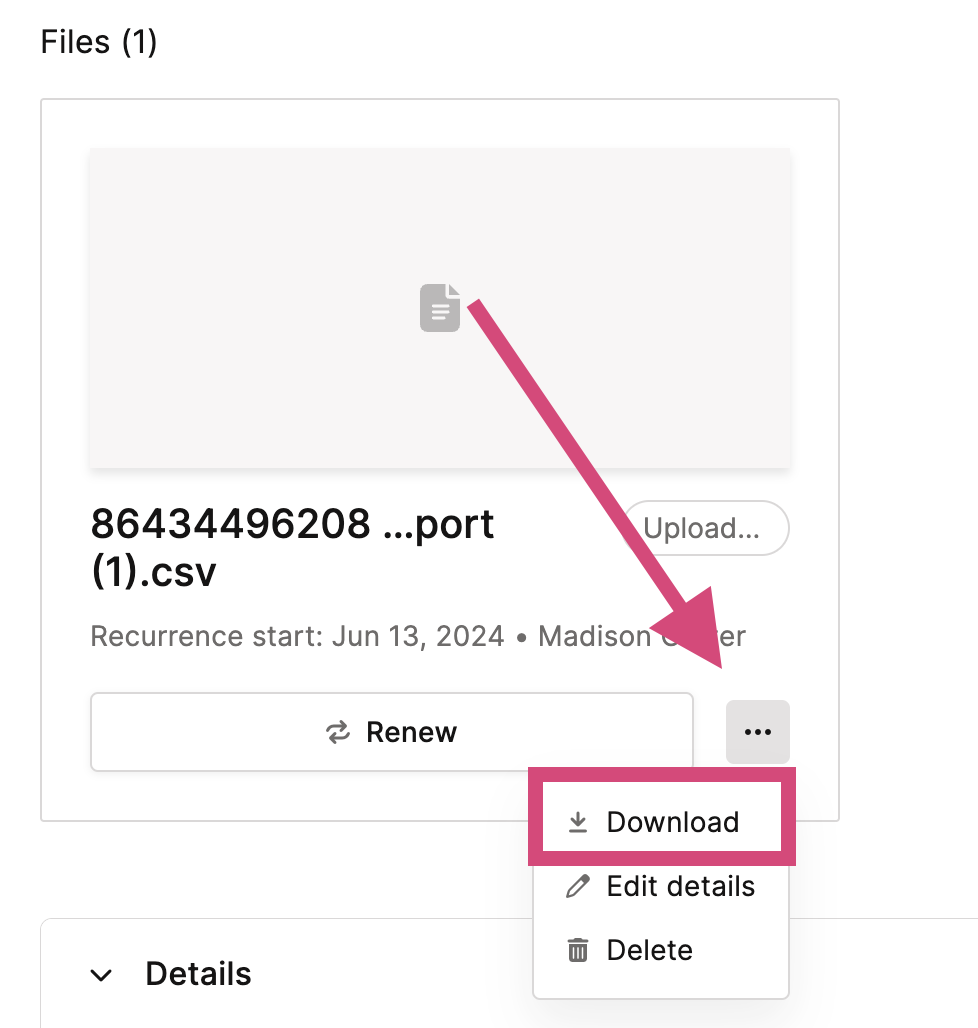 Files (1)
86434496208 ...port
(1).csv
Upload...
Recurrence start: Jun 13, 2024 • Madison
Renew
...
Download
Edit details
Delete
Details